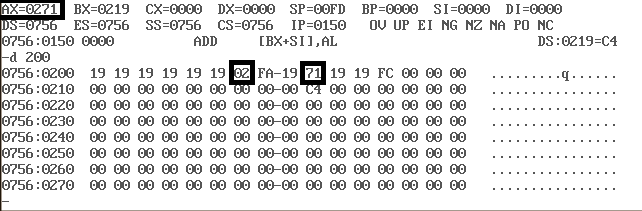 AX=0271 BX=0219 CX=0000 DX=0000 SP=00FD BP=0000 SI=0000 DI=0000
DS=0756 ES=0756 SS=0756 CS=0756 IP=0150 OV UP EI NG NZ NA PO NC
0756:0150 0000 ADD [BX+SI],AL DS:0219=C4
-d 200
0756:0200 19 19 19 19 19 19 02 FA-19 71 19 19 FC 00 00 00 .........q......
0756:0210 00 00 00 00 00 00 00 00-00 C4 00 00 00 00 00 00 ................
0756:0220 00 00 00 00 00 00 00 00-00 00 00 00 00 00 00 00 ................
0756:0230 00 00 00 00 00 00 00 00-00 00 00 00 00 00 00 00 ................
0756:0240 00 00 00 00 00 00 00 00-00 00 00 00 00 00 00 00 ................
0756:0250 00 00 00 00 00 00 00 00-00 00 00 00 00 00 00 00 ................
0756:0260 00 00 00 00 00 00 00 00-00 00 00 00 00 00 00 00 ................
0756:0270 00 00 00 00 00 00 00 00-00 00 00 00 00 00 00 00 ................
-